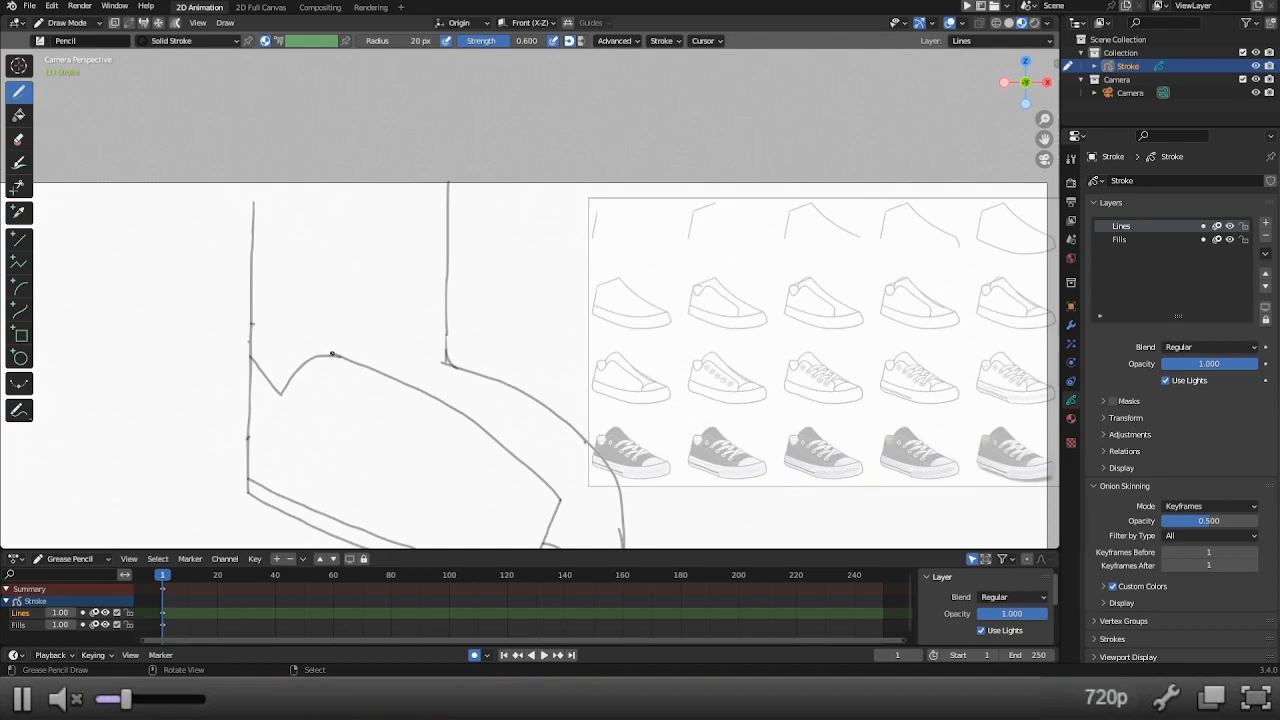 File Edit Render Window Help 2D Animation 2D Full Canvas Compositing Rendering + Scene ViewLayer
Draw Mode View Draw Origin Front (X-Z) Guides
Pencil Solid Stroke Radius 20 px Strength 0.600 Advanced Stroke Cursor Layer: Lines
Scene Collection
Collection
Stroke
Camera
Camera
Camera Perspective
(1) Stroke
Z
-Y
X
Stroke Stroke
Stroke
Layers
Lines
Fills
Blend Regular
Opacity 1.000
Use Lights
Masks
Transform
Adjustments
Relations
Display
Onion Skinning
Mode Keyframes
Opacity 0.500
Filter by Type All
Keyframes Before 1
Keyframes After 1
Custom Colors
Display
Vertex Groups
Strokes
Viewport Display
Grease Pencil View Select Marker Channel Key
1 20 40 60 80 100 120 140 160 180 200 220 240
Summary
Stroke
Lines 1.00
Fills 1.00
Layer
Blend Regular
Opacity 1.000
Use Lights
Playback Keying View Marker 1 Start 1 End 250
Grease Pencil Draw Rotate View Select 3.4.0
720p